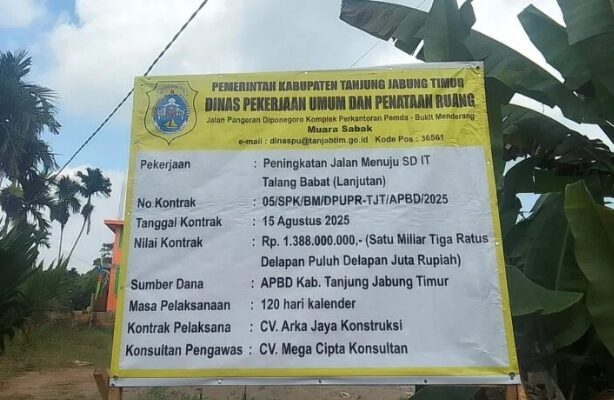 PEMERINTAH KABUPATEN TANJUNG JABUNG TIMUR
DINAS PEKERJAAN UMUM DAN PENATAAN RUANG
Jalan Pangeran Diponegoro Komplek Perkantoran Pemda - Bukit Menderang
Muara Sabak
e-mail : dinaspu@tanjabtim.go.id Kode Pos : 36561
Pekerjaan : Peningkatan Jalan Menuju SD IT
Talang Babat (Lanjutan)
No Kontrak : 05/SPK/BM/DPUPR-TJT/APBD/2025
Tanggal Kontrak : 15 Agustus 2025
Nilai Kontrak : Rp. 1.388.000.000,- (Satu Miliar Tiga Ratus
Delapan Puluh Delapan Juta Rupiah)
Sumber Dana : APBD Kab. Tanjung Jabung Timur
Masa Pelaksanaan : 120 hari kalender
Kontrak Pelaksana : CV. Arka Jaya Konstruksi
Konsultan Pengawas : CV. Mega Cipta Konsultan